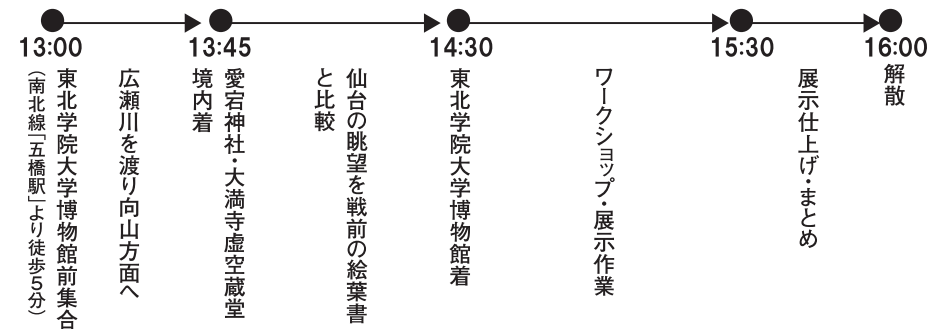 13:00
東北学院大学博物館前集合
（南北線「五橋駅」より徒歩５分）
広瀬川を渡り向山方面へ
13:45
愛宕神社・大満寺虚空蔵堂
境内着
仙台の眺望を戦前の絵葉書
と比較
14:30
東北学院大学博物館着
ワークショップ・展示作業
15:30
展示仕上げ・まとめ
16:00
解散